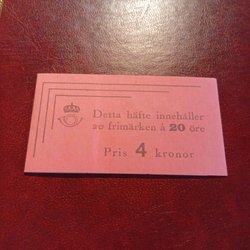 Detta häfte innehåller
20 frimärken à 20 öre
Pris 4 kronor